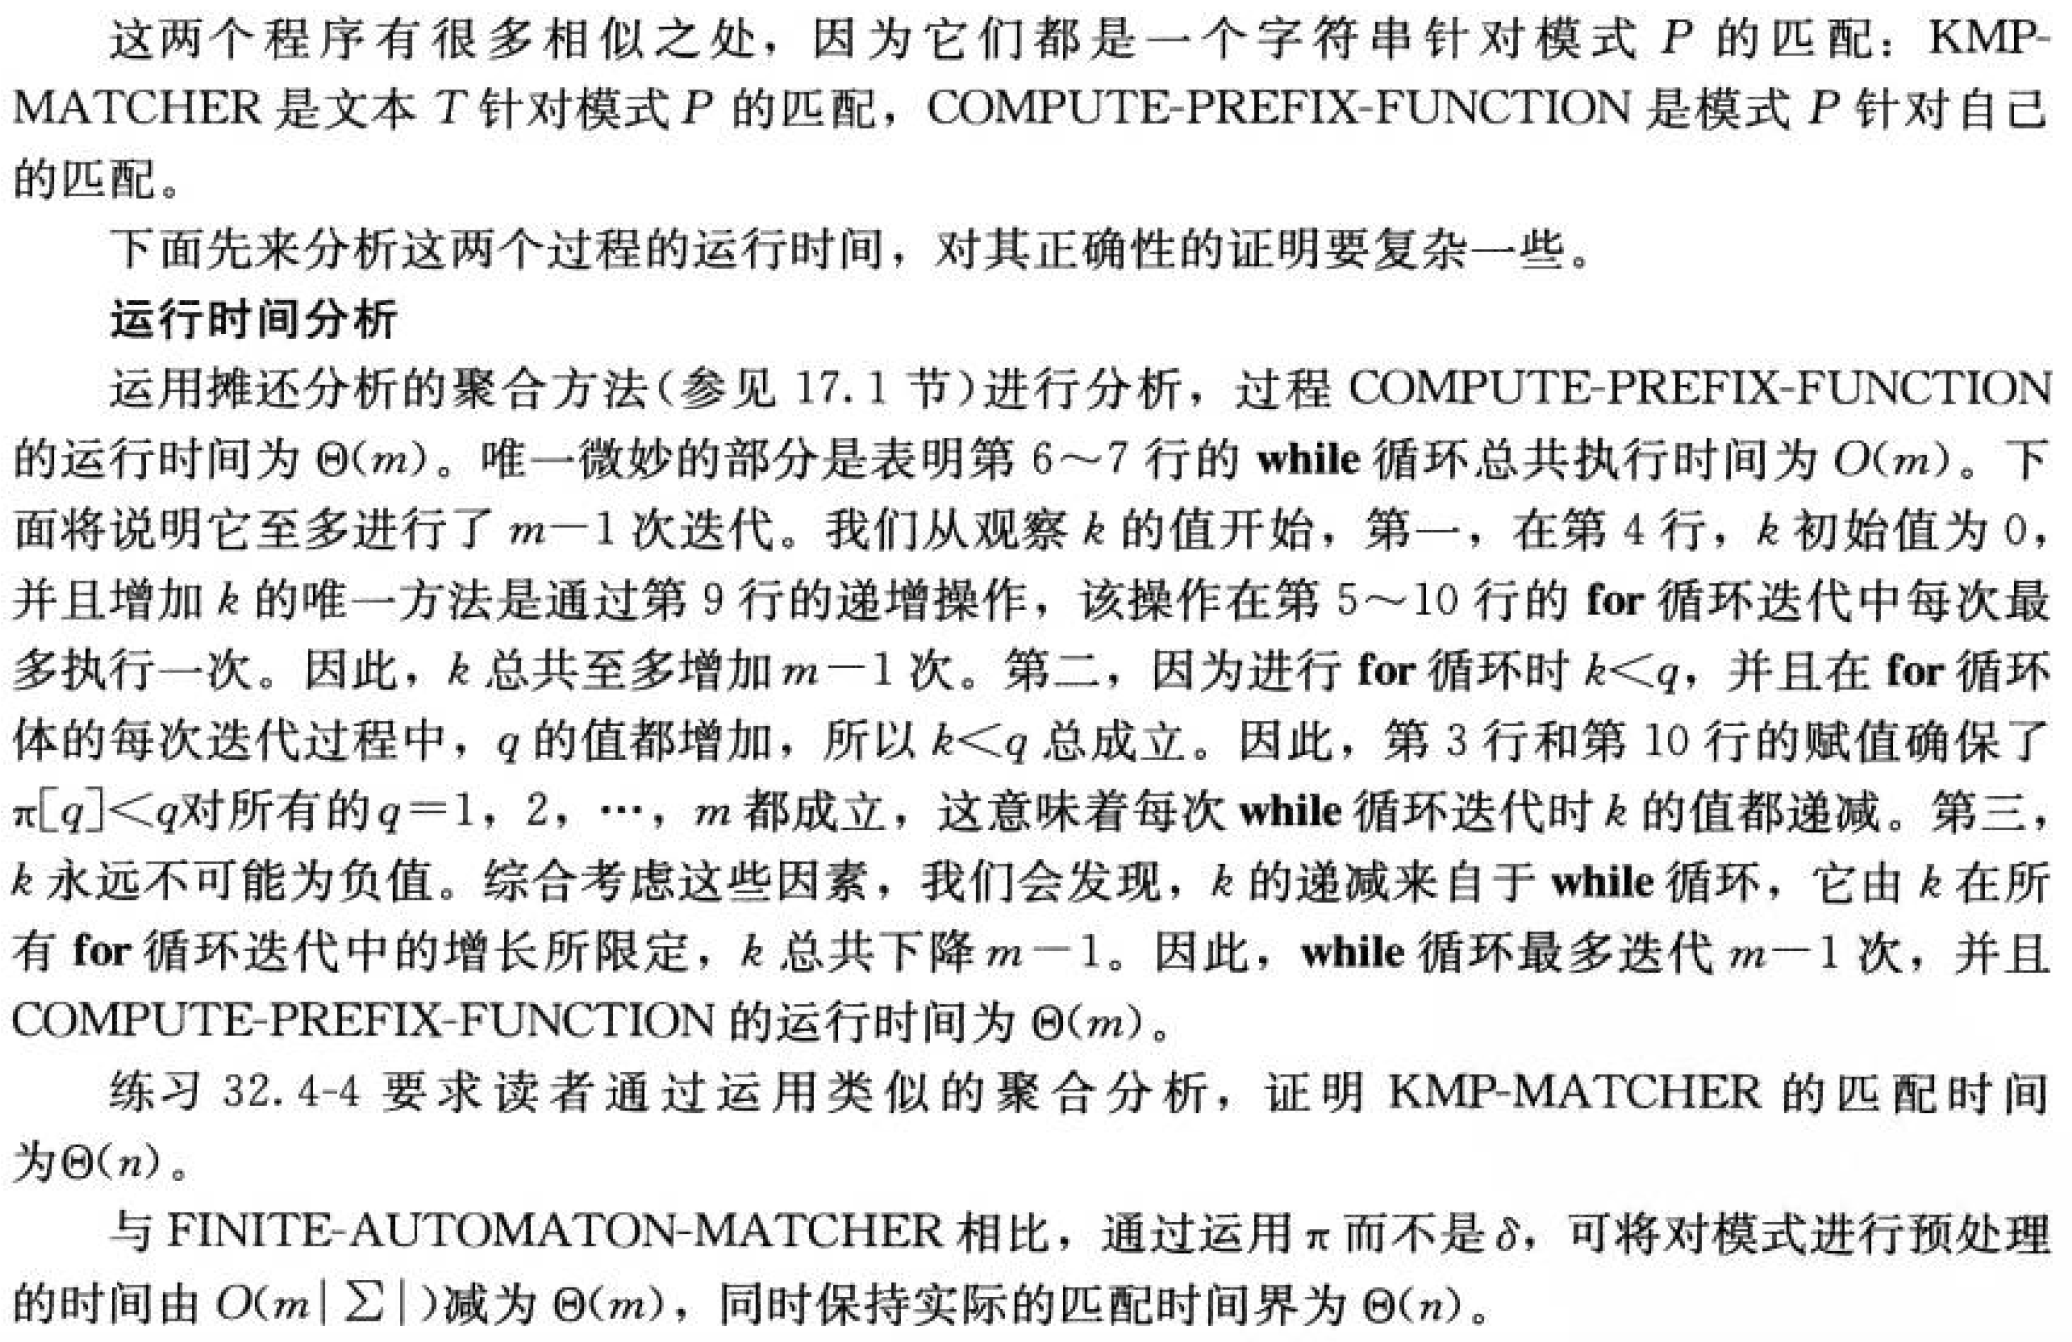 这两个程序有很多相似之处，因为它们都是一个字符串针对模式 P 的匹配：KMP-
MATCHER 是文本 T 针对模式 P 的匹配，COMPUTE-PREFIX-FUNCTION 是模式 P 针对自己
的匹配。
下面先来分析这两个过程的运行时间，对其正确性的证明要复杂一些。
运行时间分析
运用摊还分析的聚合方法(参见 17.1 节)进行分析，过程 COMPUTE-PREFIX-FUNCTION
的运行时间为 Θ(m)。唯一微妙的部分是表明第 6～7 行的 while 循环总共执行时间为 O(m)。下
面将说明它至多进行了 m－1 次迭代。我们从观察 k 的值开始，第一，在第 4 行，k 初始值为 0，
并且增加 k 的唯一方法是通过第 9 行的递增操作，该操作在第 5～10 行的 for 循环迭代中每次最
多执行一次。因此，k 总共至多增加 m－1 次。第二，因为进行 for 循环时 k<q，并且在 for 循环
体的每次迭代过程中，q 的值都增加，所以 k<q 总成立。因此，第 3 行和第 10 行的赋值确保了
π[q]<q对所有的 q＝1，2，…，m 都成立，这意味着每次 while 循环迭代时 k 的值都递减。第三，
k 永远不可能为负值。综合考虑这些因素，我们会发现，k 的递减来自于 while 循环，它由 k 在所
有 for 循环迭代中的增长所限定，k 总共下降 m－1。因此，while 循环最多迭代 m－1 次，并且
COMPUTE-PREFIX-FUNCTION 的运行时间为 Θ(m)。
练习 32.4-4 要求读者通过运用类似的聚合分析，证明 KMP-MATCHER 的匹配时间
为Θ(n)。
与 FINITE-AUTOMATON-MATCHER 相比，通过运用 π 而不是 δ，可将对模式进行预处理
的时间由 O(m|∑|)减为 Θ(m)，同时保持实际的匹配时间界为 Θ(n)。